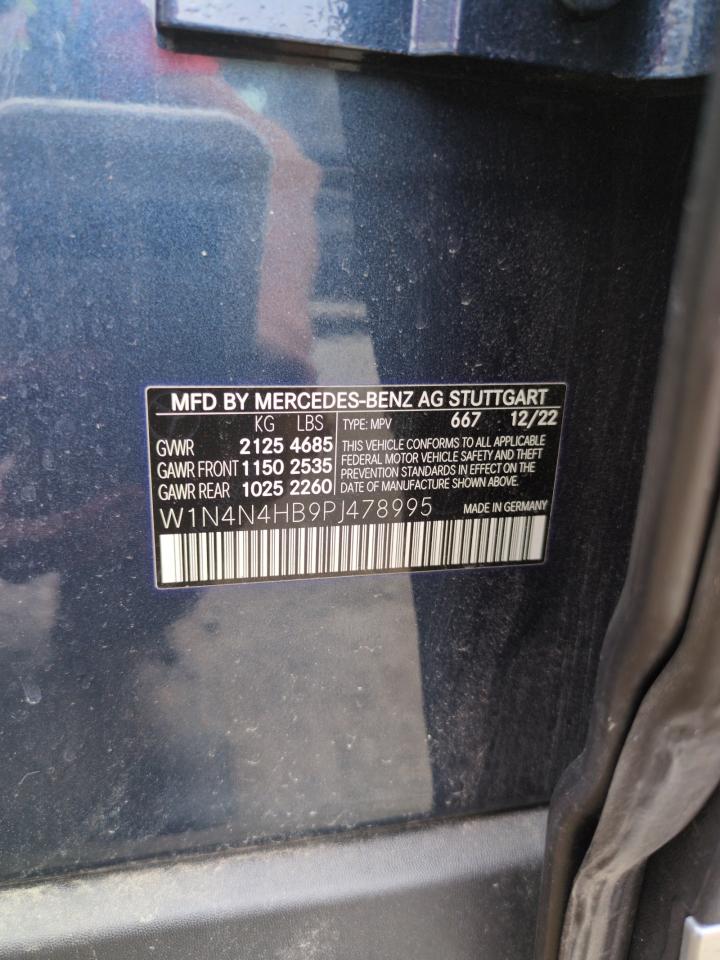 MFD BY MERCEDES-BENZ AG STUTTGART
KG LBS TYPE: MPV 667 12/22
GWWR 2125 4685
GAWR FRONT 1150 2535
GAWR REAR 1025 2260
THIS VEHICLE CONFORMS TO ALL APPLICABLE
FEDERAL MOTOR VEHICLE SAFETY AND THEFT
PREVENTION STANDARDS IN EFFECT ON THE
DATE OF MANUFACTURE SHOWN ABOVE.
W1N4N4HB9PJ478995 MADE IN GERMANY